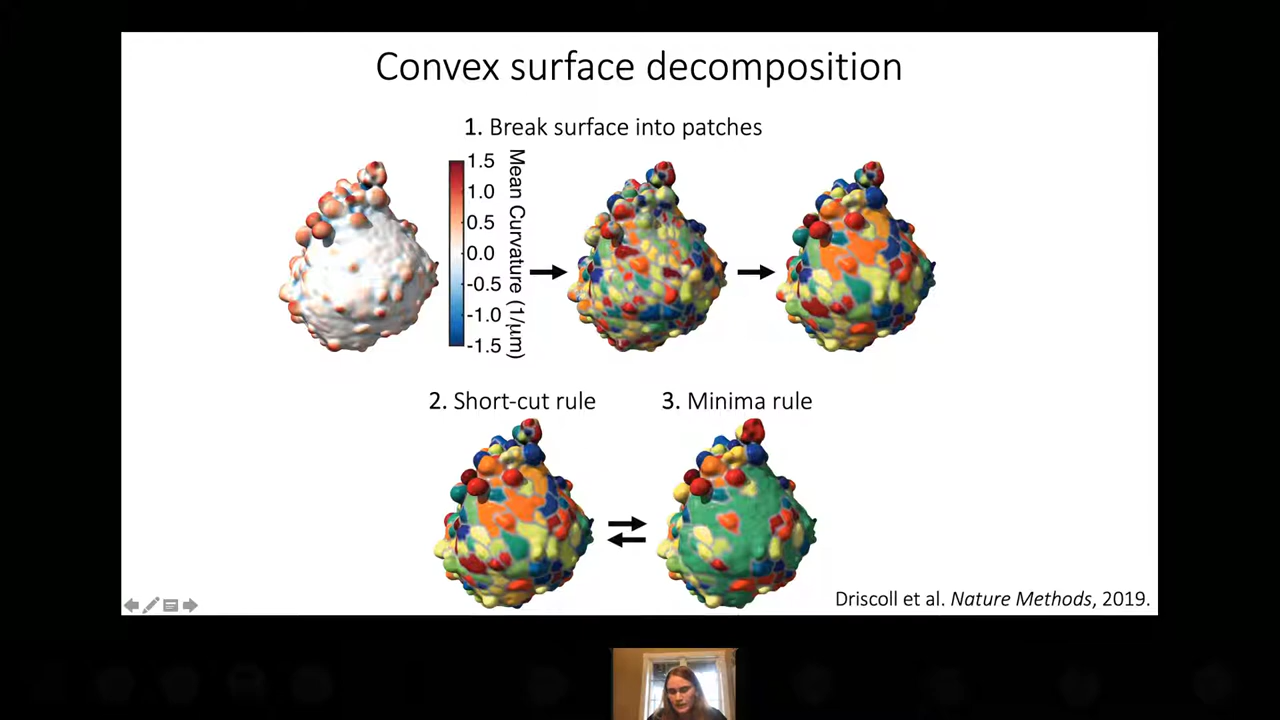 Convex surface decomposition
1. Break surface into patches
1.5
1.0
0.5
0.0
-0.5
-1.0
-1.5
Mean Curvature (1/μm)
2. Short-cut rule
3. Minima rule
Driscoll et al. Nature Methods, 2019.